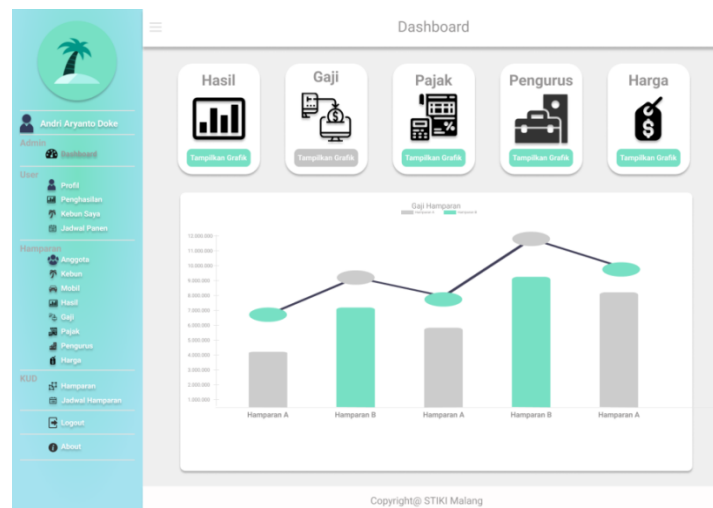 Dashboard
Andri Aryanto Doke
Admin
Dashboard
User
Profil
Penghasilan
Kebun Saya
Jadwal Panen
Hamparan
Anggota
Kebun
Mobil
Hasil
Gaji
Pajak
Pengurus
Harga
KUD
Hamparan
Jadwal Hamparan
Logout
About
Hasil
Tampilkan Grafik
Gaji
Tampilkan Grafik
Pajak
Tampilkan Grafik
Pengurus
Tampilkan Grafik
Harga
Tampilkan Grafik
Gaji Hamparan
Hamparan A Hamparan B
12.000.000
11.000.000
10.000.000
9.000.000
8.000.000
7.000.000
6.000.000
5.000.000
4.000.000
3.000.000
2.000.000
1.000.000
Hamparan A Hamparan B Hamparan A Hamparan B Hamparan A
Copyright@ STIKI Malang